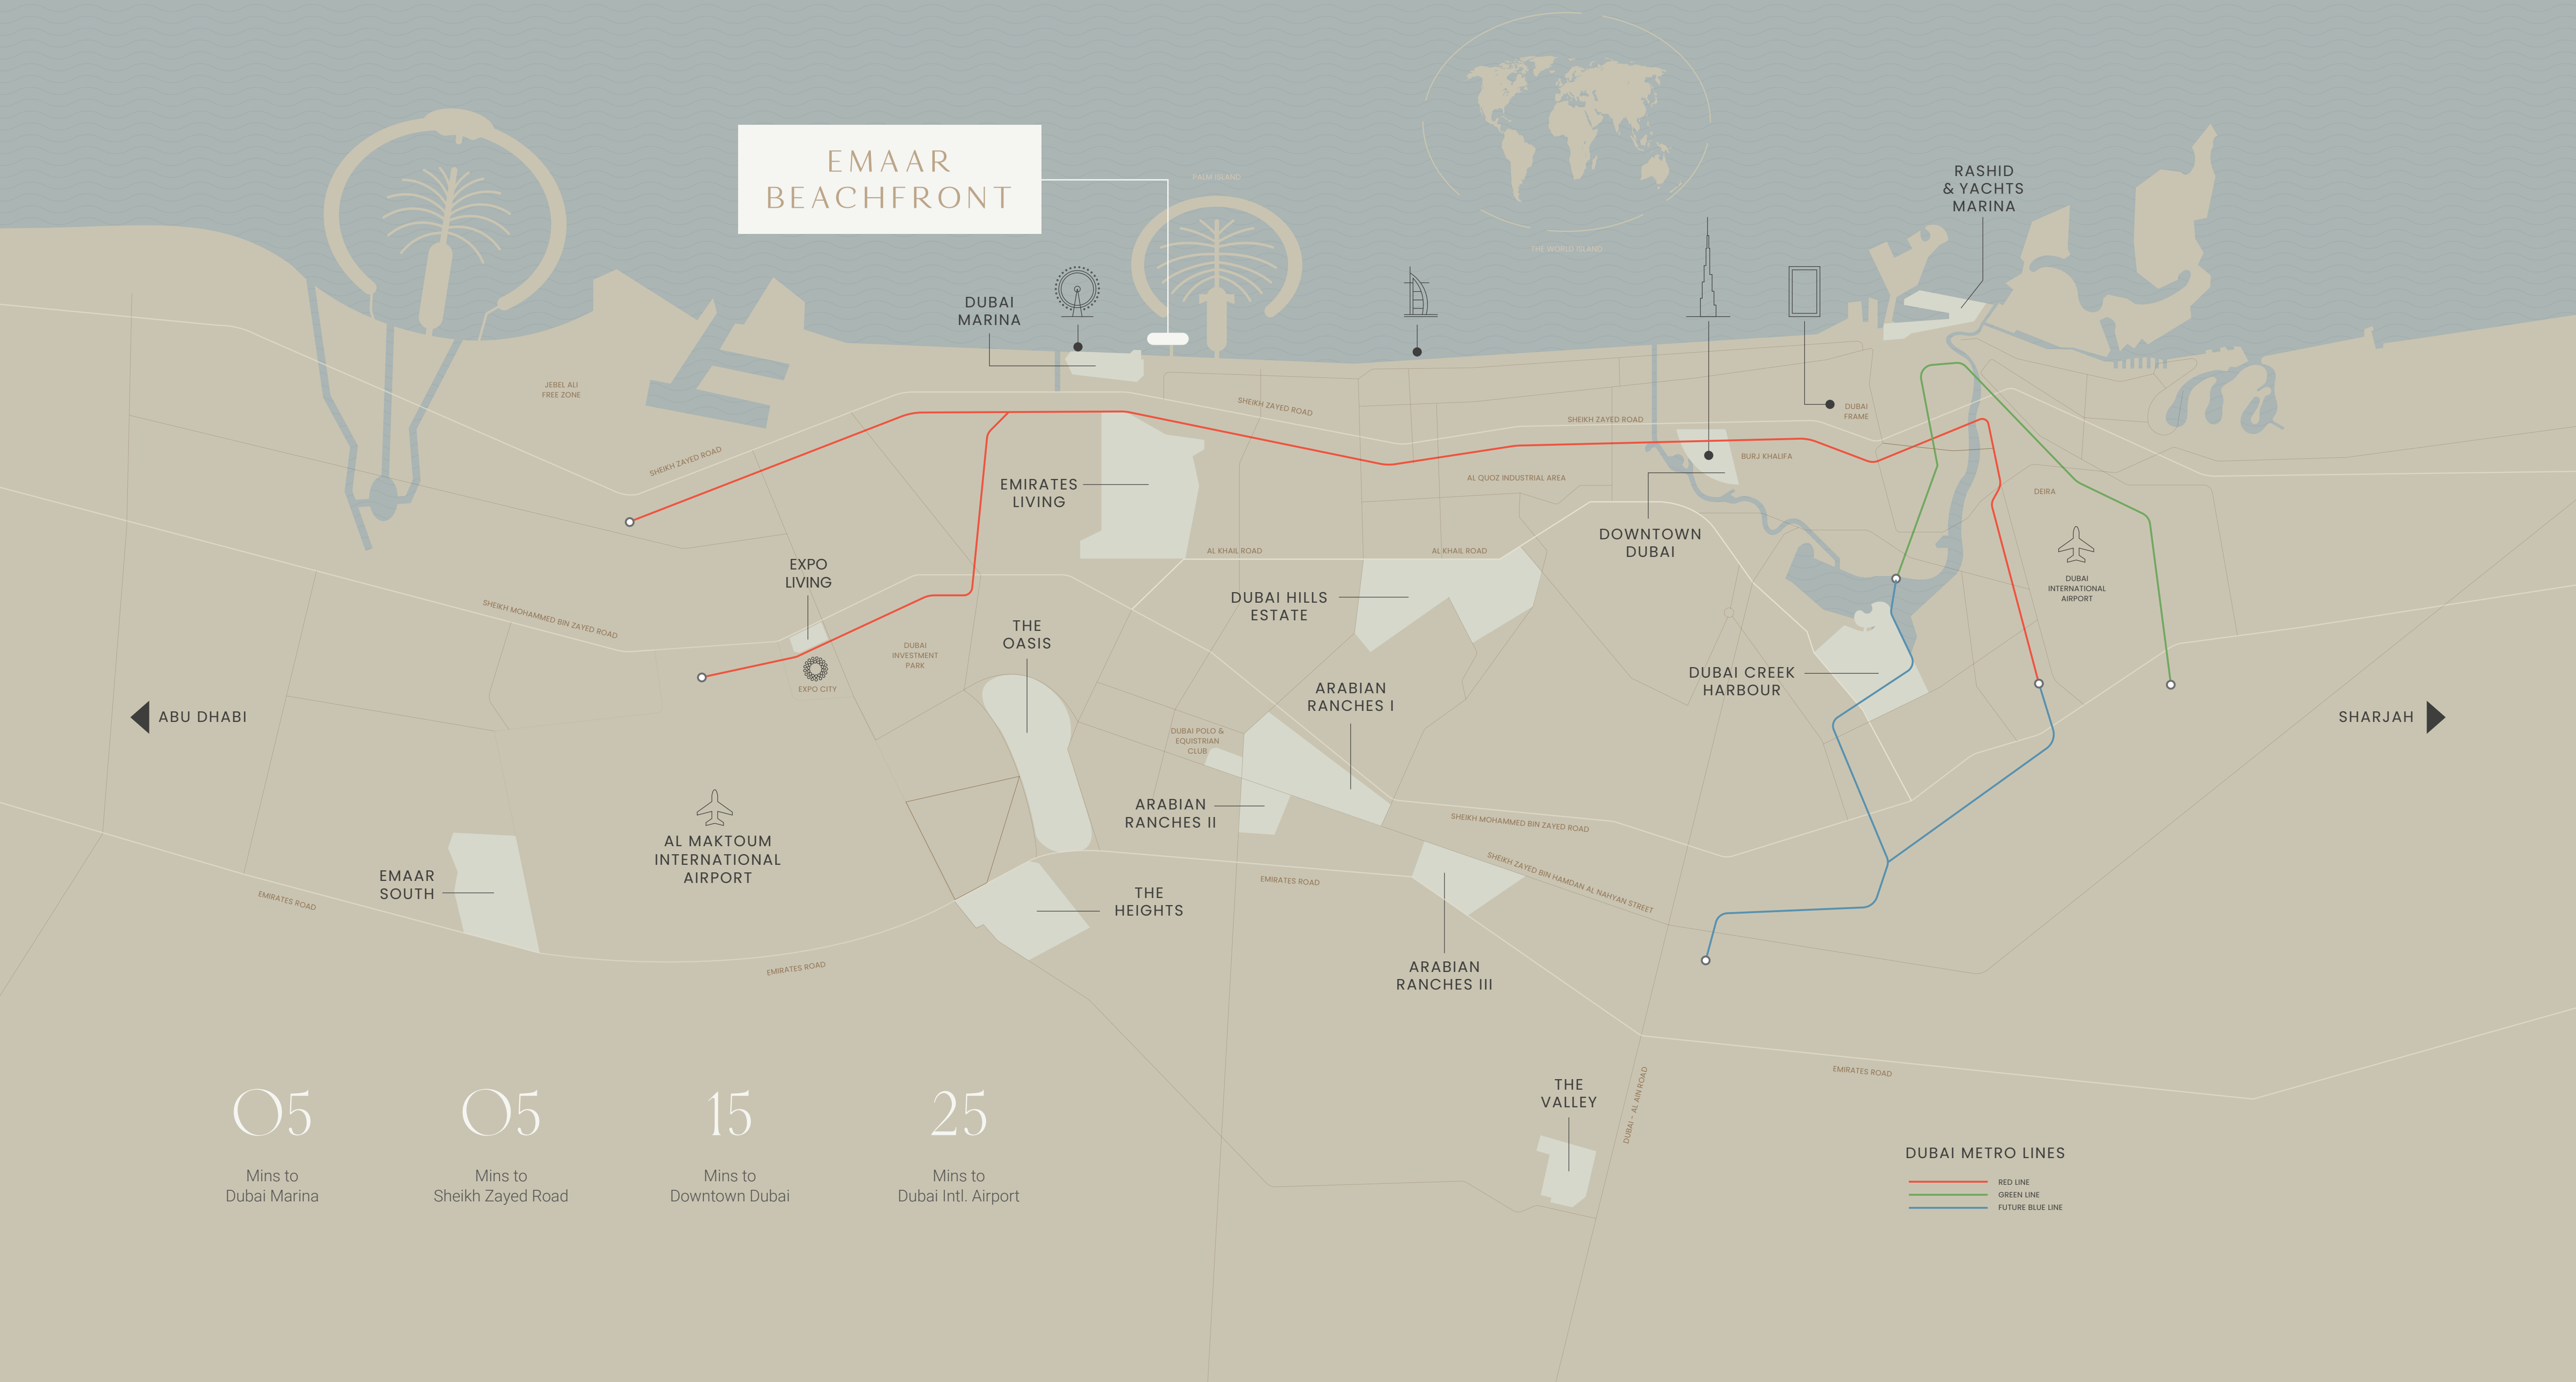 EMAAR
BEACHFRONT
PALM ISLAND
THE WORLD ISLAND
RASHID
& YACHTS
MARINA
DUBAI
MARINA
JEBEL ALI
FREE ZONE
SHEIKH ZAYED ROAD
SHEIKH ZAYED ROAD
SHEIKH ZAYED ROAD
DUBAI
FRAME
BURJ KHALIFA
AL QUOZ INDUSTRIAL AREA
EMIRATES
LIVING
DEIRA
DOWNTOWN
DUBAI
AL KHAIL ROAD
AL KHAIL ROAD
EXPO
LIVING
DUBAI
INTERNATIONAL
AIRPORT
DUBAI HILLS
ESTATE
SHEIKH MOHAMMED BIN ZAYED ROAD
THE
OASIS
DUBAI
INVESTMENT
PARK
EXPO CITY
DUBAI CREEK
HARBOUR
ARABIAN
RANCHES I
ABU DHABI
SHARJAH
DUBAI POLO &
EQUISTRIAN
CLUB
ARABIAN
RANCHES II
SHEIKH MOHAMMED BIN ZAYED ROAD
AL MAKTOUM
INTERNATIONAL
AIRPORT
SHEIKH ZAYED BIN HAMDAN AL NAHYAN STREET
EMAAR
SOUTH
EMIRATES ROAD
EMIRATES ROAD
THE
HEIGHTS
EMIRATES ROAD
ARABIAN
RANCHES III
EMIRATES ROAD
THE
VALLEY
DUBAI - AL AIN ROAD
05
Mins to
Dubai Marina
05
Mins to
Sheikh Zayed Road
15
Mins to
Downtown Dubai
25
Mins to
Dubai Intl. Airport
DUBAI METRO LINES
RED LINE
GREEN LINE
FUTURE BLUE LINE